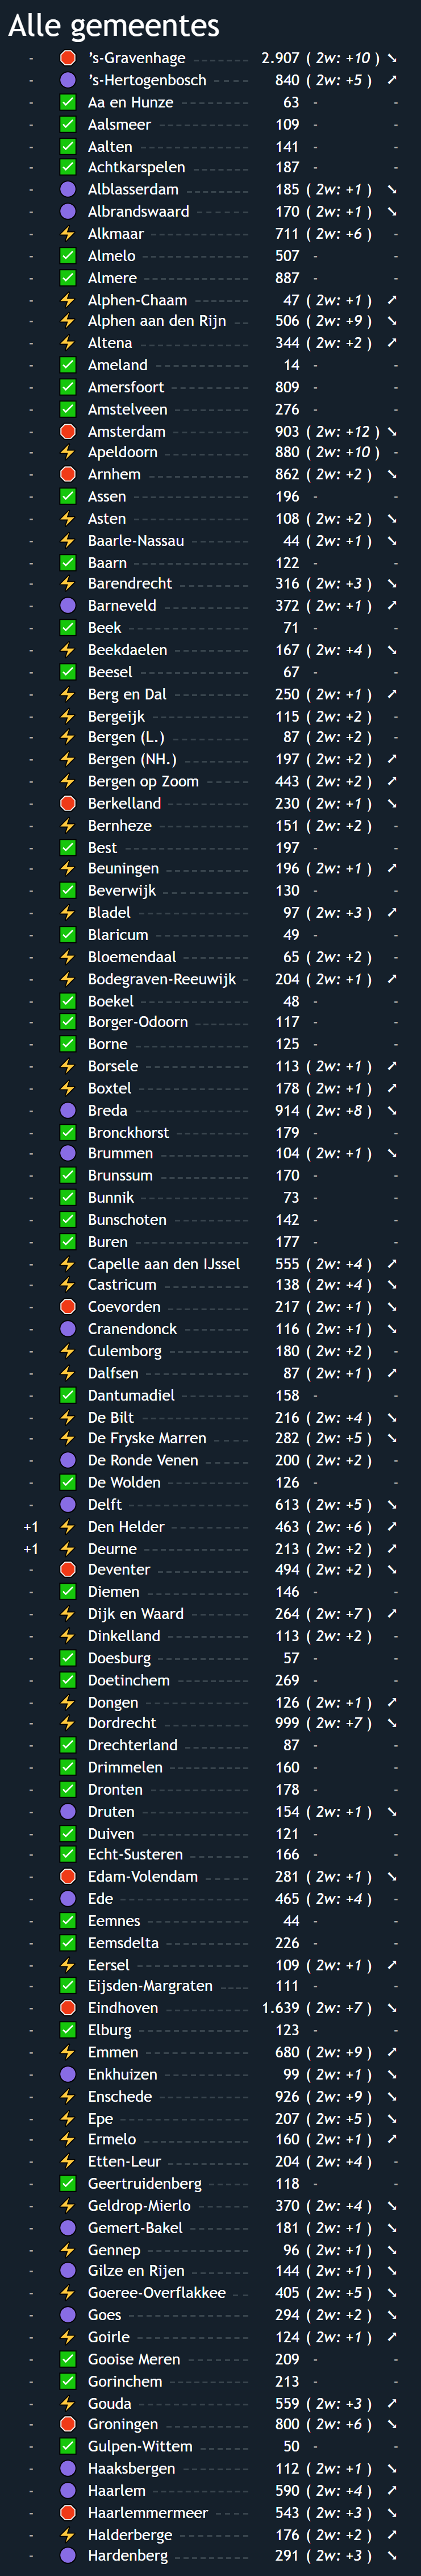 Alle gemeentes
- ’s-Gravenhage 2.907 ( 2w: +10 ) ➘
- ’s-Hertogenbosch 840 ( 2w: +5 ) ➚
- Aa en Hunze 63 - -
- Aalsmeer 109 - -
- Aalten 141 - -
- Achtkarspelen 187 - -
- Alblasserdam 185 ( 2w: +1 ) ➘
- Albrandswaard 170 ( 2w: +1 ) ➘
- Alkmaar 711 ( 2w: +6 ) -
- Almelo 507 - -
- Almere 887 - -
- Alphen-Chaam 47 ( 2w: +1 ) ➚
- Alphen aan den Rijn 506 ( 2w: +9 ) ➘
- Altena 344 ( 2w: +2 ) ➚
- Ameland 14 - -
- Amersfoort 809 - -
- Amstelveen 276 - -
- Amsterdam 903 ( 2w: +12 ) ➘
- Apeldoorn 880 ( 2w: +10 ) -
- Arnhem 862 ( 2w: +2 ) ➘
- Assen 196 - -
- Asten 108 ( 2w: +2 ) ➘
- Baarle-Nassau 44 ( 2w: +1 ) ➘
- Baarn 122 - -
- Barendrecht 316 ( 2w: +3 ) ➘
- Barneveld 372 ( 2w: +1 ) ➚
- Beek 71 - -
- Beekdaelen 167 ( 2w: +4 ) ➘
- Beesel 67 - -
- Berg en Dal 250 ( 2w: +1 ) ➚
- Bergeijk 115 ( 2w: +2 ) -
- Bergen (L.) 87 ( 2w: +2 ) -
- Bergen (NH.) 197 ( 2w: +2 ) ➚
- Bergen op Zoom 443 ( 2w: +2 ) ➚
- Berkelland 230 ( 2w: +1 ) ➘
- Bernheze 151 ( 2w: +2 ) -
- Best 197 - -
- Beuningen 196 ( 2w: +1 ) ➚
- Beverwijk 130 - -
- Bladel 97 ( 2w: +3 ) ➚
- Blaricum 49 - -
- Bloemendaal 65 ( 2w: +2 ) -
- Bodegraven-Reeuwijk 204 ( 2w: +1 ) ➚
- Boekel 48 - -
- Borger-Odoorn 117 - -
- Borne 125 - -
- Borsele 113 ( 2w: +1 ) ➚
- Boxtel 178 ( 2w: +1 ) ➚
- Breda 914 ( 2w: +8 ) ➘
- Bronckhorst 179 - -
- Brummen 104 ( 2w: +1 ) ➘
- Brunssum 170 - -
- Bunnik 73 - -
- Bunschoten 142 - -
- Buren 177 - -
- Capelle aan den IJssel 555 ( 2w: +4 ) ➚
- Castricum 138 ( 2w: +4 ) ➘
- Coevorden 217 ( 2w: +1 ) ➘
- Cranendonck 116 ( 2w: +1 ) ➘
- Culemborg 180 ( 2w: +2 ) -
- Dalfsen 87 ( 2w: +1 ) ➚
- Dantumadiel 158 - -
- De Bilt 216 ( 2w: +4 ) ➘
- De Fryske Marren 282 ( 2w: +5 ) ➘
- De Ronde Venen 200 ( 2w: +2 ) -
- De Wolden 126 - -
- Delft 613 ( 2w: +5 ) ➘
+1 Den Helder 463 ( 2w: +6 ) ➚
+1 Deurne 213 ( 2w: +2 ) ➚
- Deventer 494 ( 2w: +2 ) ➘
- Diemen 146 - -
- Dijk en Waard 264 ( 2w: +7 ) ➚
- Dinkelland 113 ( 2w: +2 ) -
- Doesburg 57 - -
- Doetinchem 269 - -
- Dongen 126 ( 2w: +1 ) ➚
- Dordrecht 999 ( 2w: +7 ) ➘
- Drechterland 87 - -
- Drimmelen 160 - -
- Dronten 178 - -
- Druten 154 ( 2w: +1 ) ➘
- Duiven 121 - -
- Echt-Susteren 166 - -
- Edam-Volendam 281 ( 2w: +1 ) ➘
- Ede 465 ( 2w: +4 ) -
- Eemnes 44 - -
- Eemsdelta 226 - -
- Eersel 109 ( 2w: +1 ) ➚
- Eijsden-Margraten 111 - -
- Eindhoven 1.639 ( 2w: +7 ) ➘
- Elburg 123 - -
- Emmen 680 ( 2w: +9 ) ➚
- Enkhuizen 99 ( 2w: +1 ) ➘
- Enschede 926 ( 2w: +9 ) ➘
- Epe 207 ( 2w: +5 ) ➘
- Ermelo 160 ( 2w: +1 ) ➚
- Etten-Leur 204 ( 2w: +4 ) -
- Geertruidenberg 118 - -
- Geldrop-Mierlo 370 ( 2w: +4 ) ➘
- Gemert-Bakel 181 ( 2w: +1 ) ➘
- Gennep 96 ( 2w: +1 ) ➘
- Gilze en Rijen 144 ( 2w: +1 ) ➘
- Goeree-Overflakkee 405 ( 2w: +5 ) ➘
- Goes 294 ( 2w: +2 ) ➘
- Goirle 124 ( 2w: +1 ) ➚
- Gooise Meren 209 - -
- Gorinchem 213 - -
- Gouda 559 ( 2w: +3 ) ➚
- Groningen 800 ( 2w: +6 ) ➘
- Gulpen-Wittem 50 - -
- Haaksbergen 112 ( 2w: +1 ) ➘
- Haarlem 590 ( 2w: +4 ) ➚
- Haarlemmermeer 543 ( 2w: +3 ) ➘
- Halderberge 176 ( 2w: +2 ) ➚
- Hardenberg 291 ( 2w: +3 ) ➘